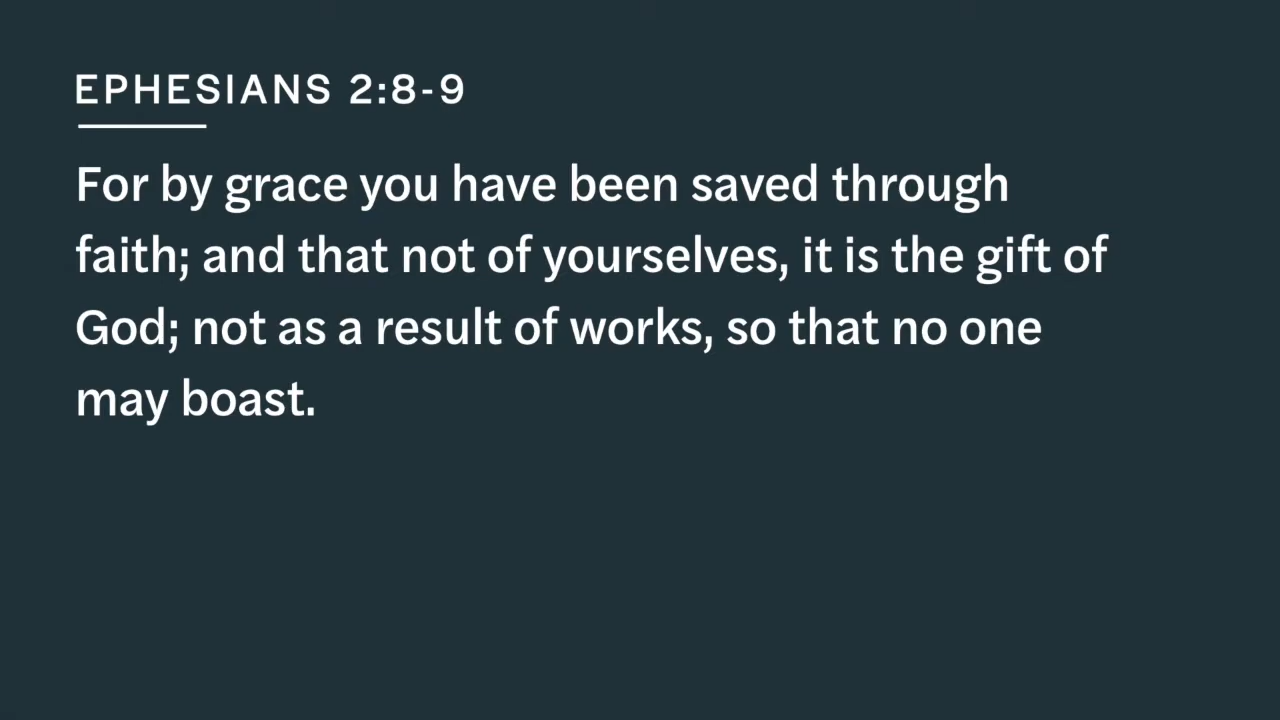 EPHESIANS 2:8-9
For by grace you have been saved through
faith; and that not of yourselves, it is the gift of
God; not as a result of works, so that no one
may boast.